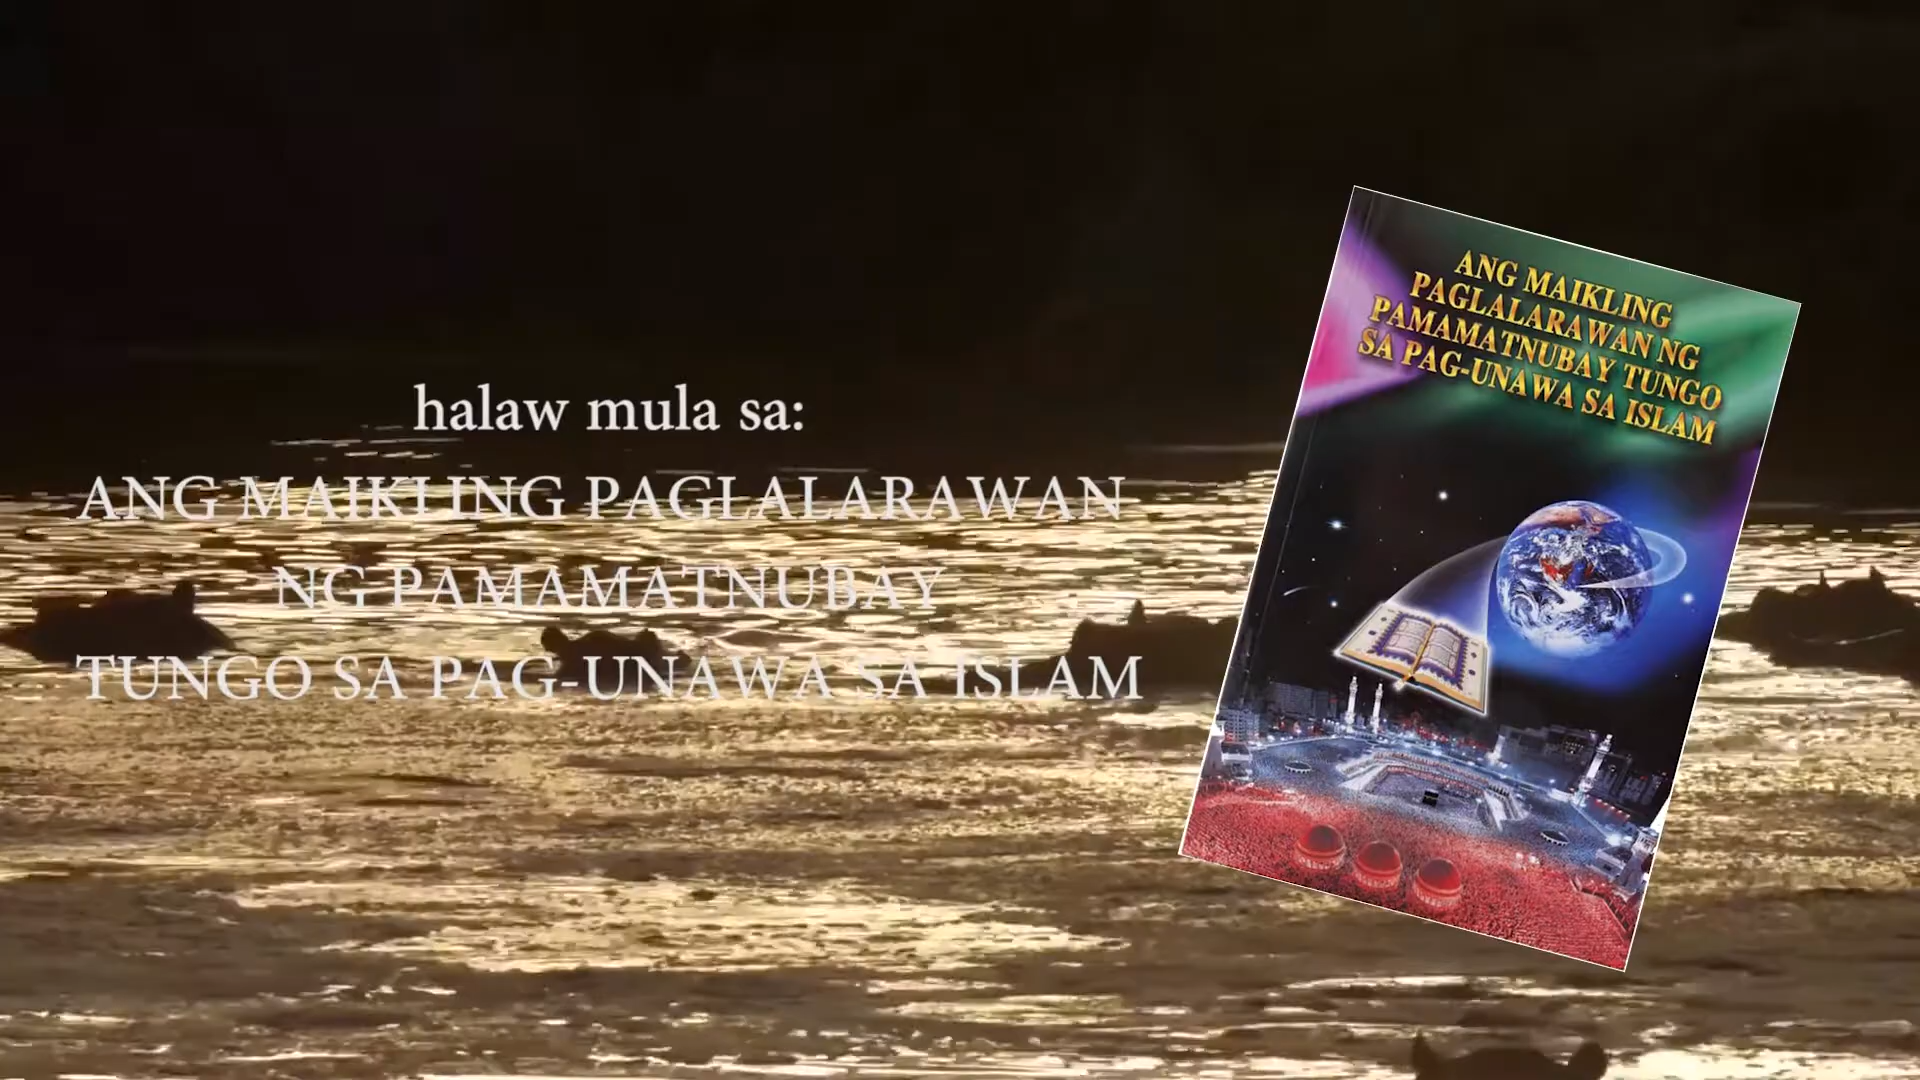 halaw mula sa:
ANG MAIKLING PAGLALARAWAN
NG PAMAMATNUBAY
TUNGO SA PAG-UNAWA SA ISLAM
ANG MAIKLING
PAGLALARAWAN NG
PAMAMATNUBAY TUNGO
SA PAG-UNAWA SA ISLAM